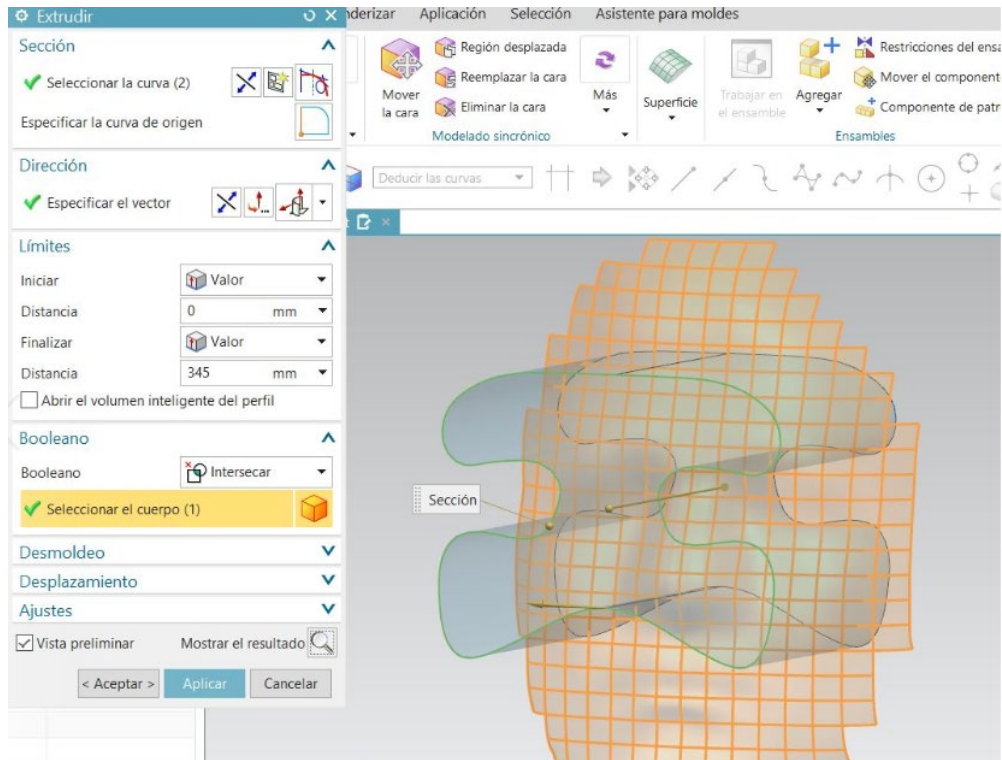 Extrudir
Sección
Seleccionar la curva (2)
Especificar la curva de origen
Dirección
Especificar el vector
Límites
Iniciar
Valor
Distancia
0 mm
Finalizar
Valor
Distancia
345 mm
Abrir el volumen inteligente del perfil
Booleano
Booleano
Intersecar
Seleccionar el cuerpo (1)
Desmoldeo
Desplazamiento
Ajustes
Vista preliminar
Mostrar el resultado
< Aceptar >
Aplicar
Cancelar
Aplicación
Selección
Asistente para moldes
Mover
la cara
Región desplazada
Reemplazar la cara
Eliminar la cara
Más
Modelado sincrónico
Superficie
Trabajar en
el ensamble
Agregar
Restricciones del
Mover el component
Componente de
Ensambles
Deducir las curvas
Sección